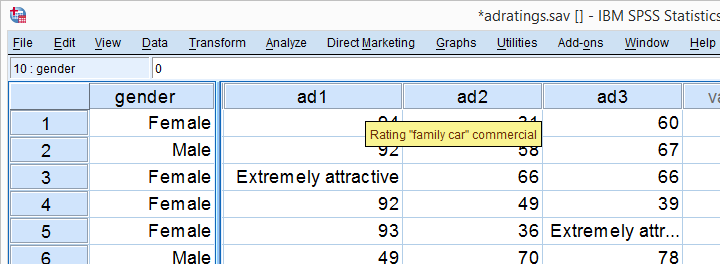 *adratings.sav [] - IBM SPSS Statistics
File Edit View Data Transform Analyze Direct Marketing Graphs Utilities Add-ons Window Help
10 : gender 0
gender ad1 ad2 ad3
1 Female 60
Rating "family car" commercial
2 Male 92 58 67
3 Female Extremely attractive 66 66
4 Female 92 49 39
5 Female 93 36 Extremely attr...
6 Male 49 70 78